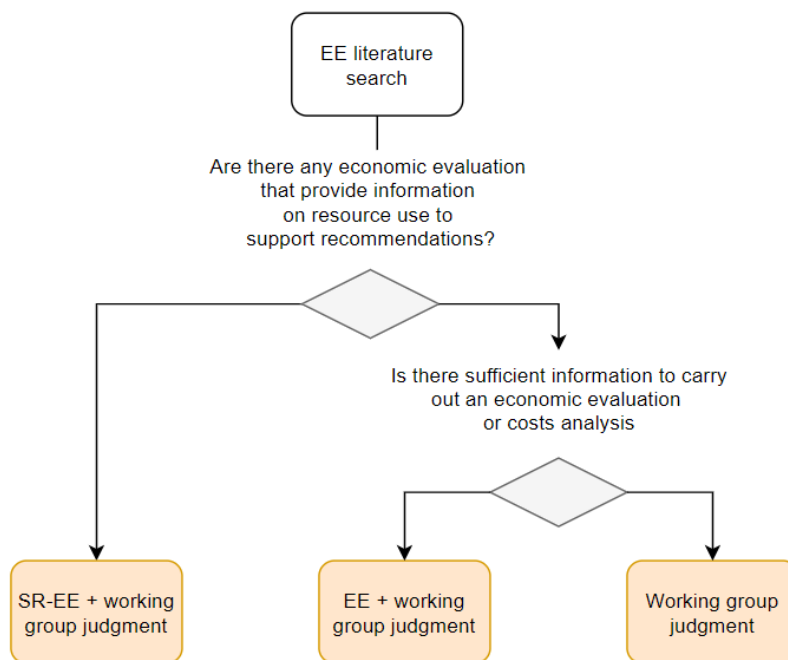 EE literature
search
Are there any economic evaluation
that provide information
on resource use to
support recommendations?
Is there sufficient information to carry
out an economic evaluation
or costs analysis
SR-EE + working
group judgment
EE + working
group judgment
Working group
judgment